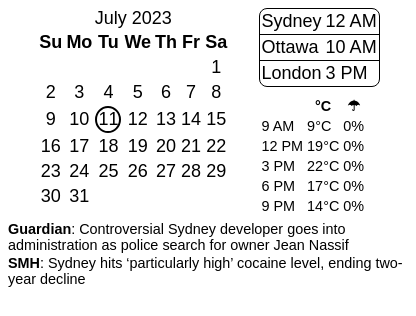 July 2023
Su Mo Tu We Th Fr Sa
1
2 3 4 5 6 7 8
9 10 11 12 13 14 15
16 17 18 19 20 21 22
23 24 25 26 27 28 29
30 31
Sydney 12 AM
Ottawa 10 AM
London 3 PM
°C ☂
9 AM 9°C 0%
12 PM 19°C 0%
3 PM 22°C 0%
6 PM 17°C 0%
9 PM 14°C 0%
Guardian: Controversial Sydney developer goes into
administration as police search for owner Jean Nassif
SMH: Sydney hits ‘particularly high’ cocaine level, ending two-
year decline